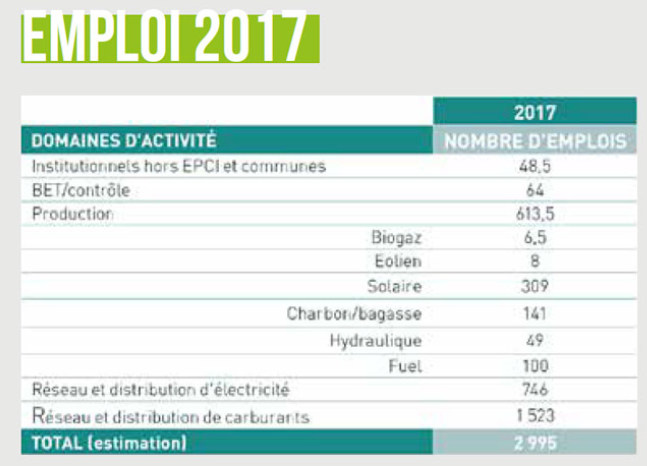 EMPLOI 2017
2017
DOMAINES D'ACTIVITÉ NOMBRE D'EMPLOIS
Institutionnels hors EPCI et communes 48,5
BET/contrôle 64
Production 613,5
Biogaz 6,5
Eolien 8
Solaire 309
Charbon/bagasse 141
Hydraulique 49
Fuel 100
Réseau et distribution d'électricité 746
Réseau et distribution de carburants 1 523
TOTAL (estimation) 2 995